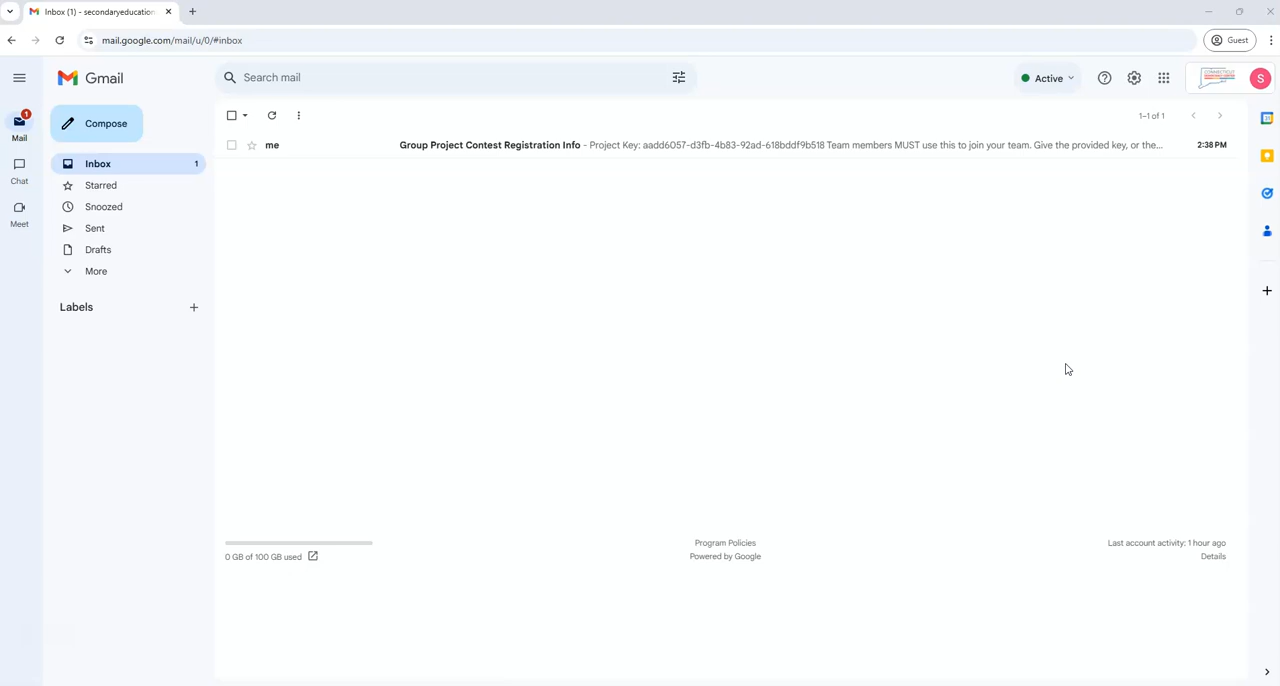 Inbox (1) - secondaryeducation
mail.google.com/mail/u/0/#inbox
Guest
Gmail
Search mail
Active
CONNECTICUT
S
1
Mail
Compose
1–1 of 1
me
Group Project Contest Registration Info - Project Key: aadd6057-d3fb-4b83-92ad-618bddf9b518 Team members MUST use this to join your team. Give the provided key, or the...
2:38 PM
Inbox
1
Chat
Starred
Snoozed
Meet
Sent
Drafts
More
Labels
0 GB of 100 GB used
Program Policies
Powered by Google
Last account activity: 1 hour ago
Details